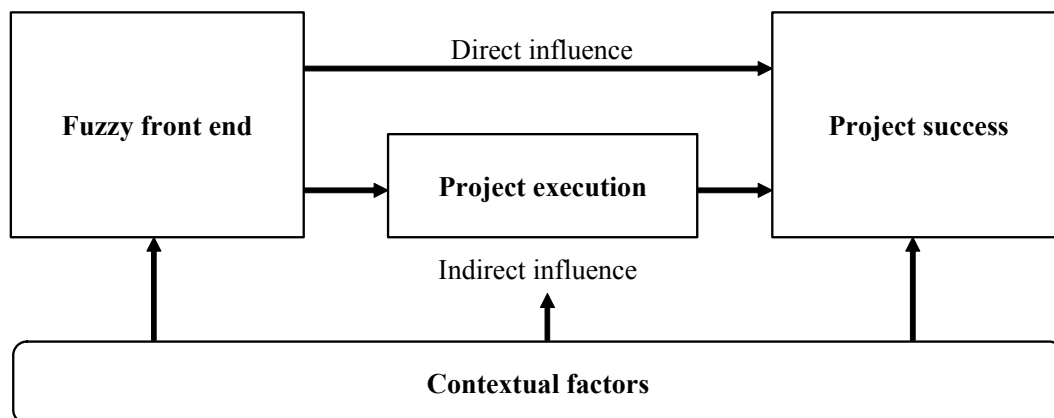 Direct influence
Fuzzy front end
Project success
Project execution
Indirect influence
Contextual factors